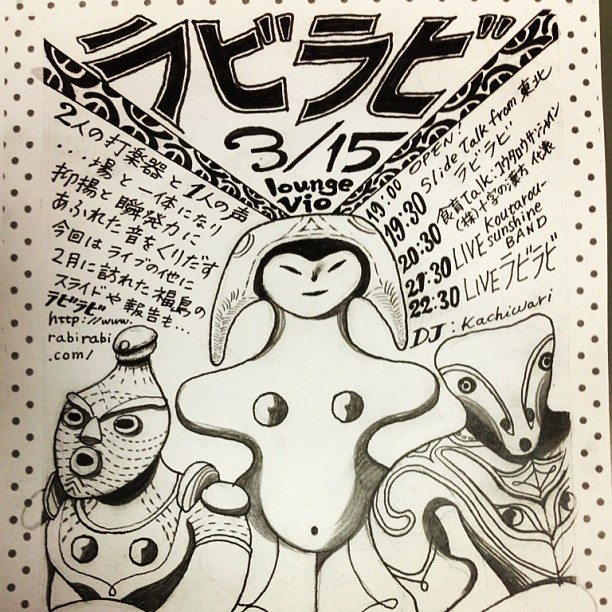 ラビラビ
3/15
lounge
Vio
2人の打楽器と1人の声
...場と一体になり
抑揚と瞬発力に
あふれた音をくりだす
今回はライブの他に
2月に訪れた福島の
スライドや報告も...
ラビラビ
http://www.
rabirabi
.com/
19:00 OPEN!
19:30 Slide Talk from 東北
ラビラビ
20:30 食育Talk:コウタロウサンシャイン
(株)十字の漢方 代表
21:30 LIVE Koutarou-
sunshine
BAND
22:30 LIVE ラビラビ
DJ:Kachiwari